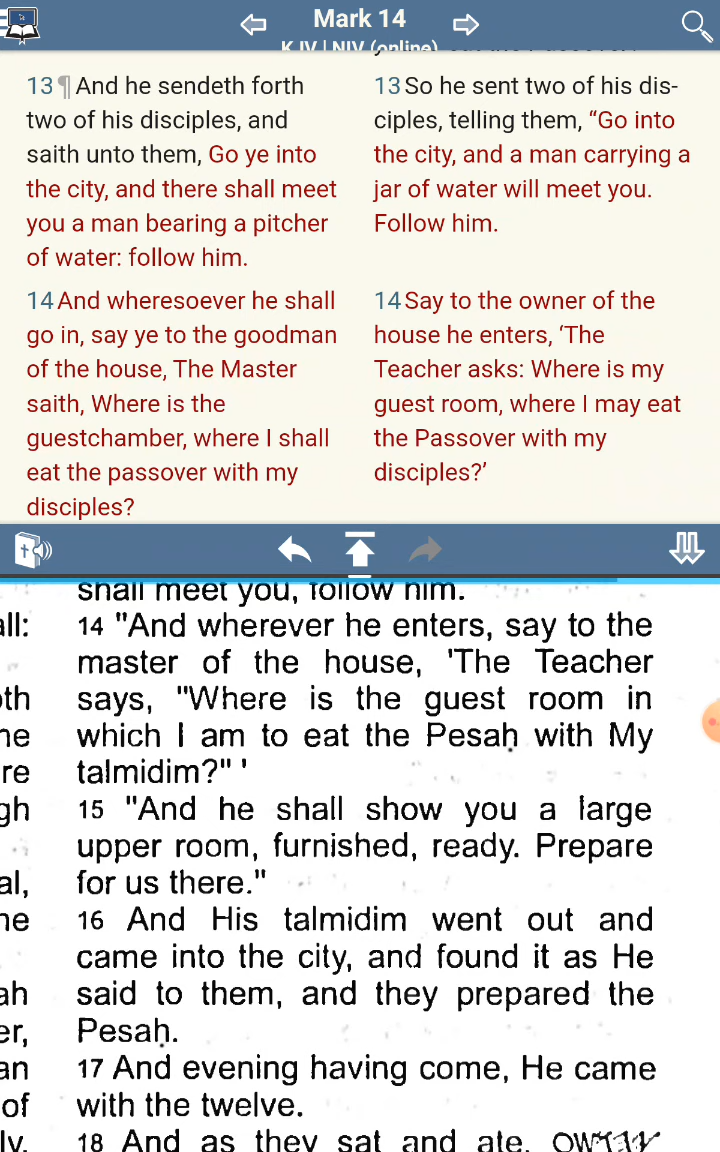 Mark 14
KJV | NIV (online)
13 ¶ And he sendeth forth
two of his disciples, and
saith unto them, Go ye into
the city, and there shall meet
you a man bearing a pitcher
of water: follow him.
14 And wheresoever he shall
go in, say ye to the goodman
of the house, The Master
saith, Where is the
guestchamber, where I shall
eat the passover with my
disciples?
13 So he sent two of his dis-
ciples, telling them, “Go into
the city, and a man carrying a
jar of water will meet you.
Follow him.
14 Say to the owner of the
house he enters, ‘The
Teacher asks: Where is my
guest room, where I may eat
the Passover with my
disciples?’
shall meet you, follow him.
14 "And wherever he enters, say to the
master of the house, 'The Teacher
says, "Where is the guest room in
which I am to eat the Pesaḥ with My
talmidim?" '
15 "And he shall show you a large
upper room, furnished, ready. Prepare
for us there."
16 And His talmidim went out and
came into the city, and found it as He
said to them, and they prepared the
Pesaḥ.
17 And evening having come, He came
with the twelve.
18 And as they sat and ate,